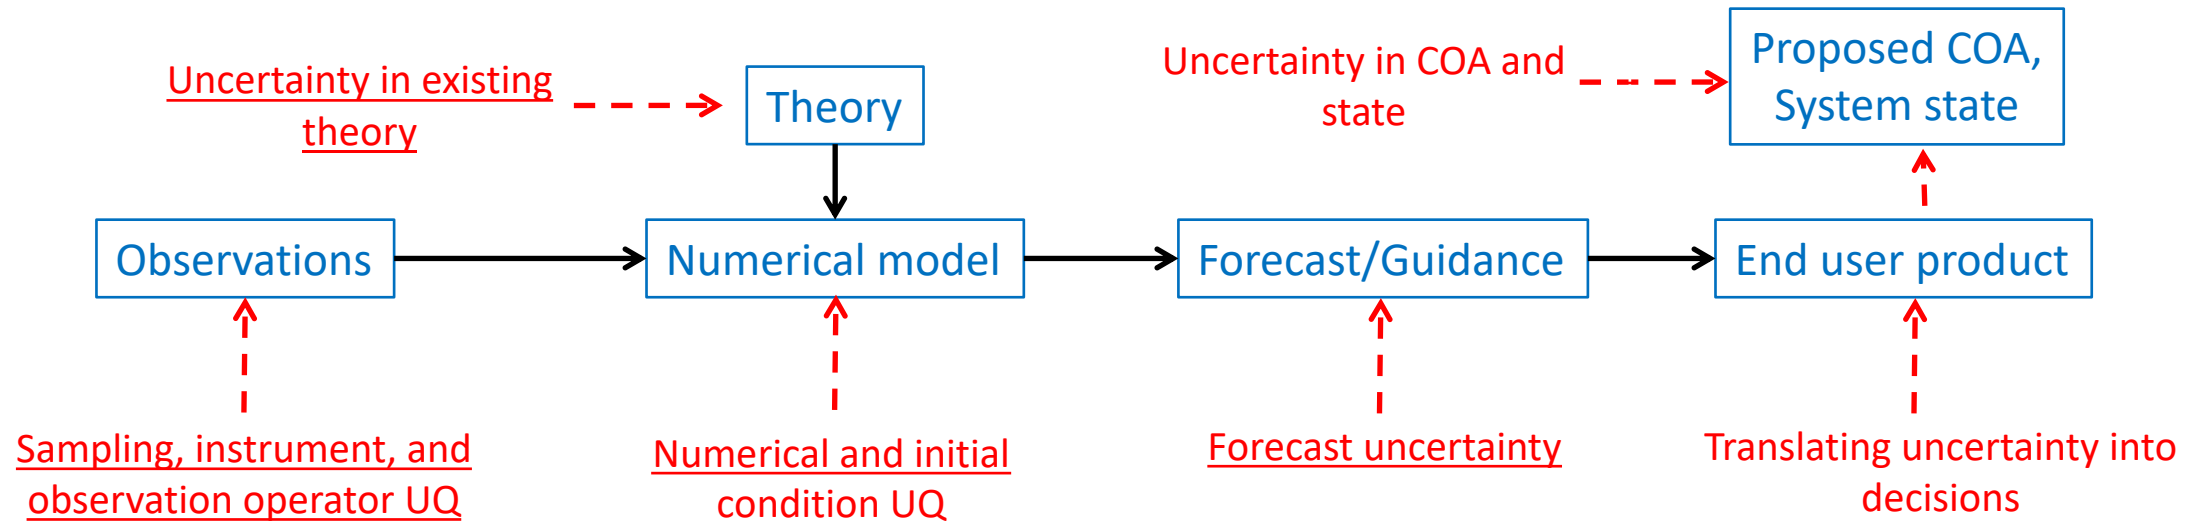 Uncertainty in existing
theory
Theory
Uncertainty in COA and
state
Proposed COA,
System state
Observations
Numerical model
Forecast/Guidance
End user product
Sampling, instrument, and
observation operator UQ
Numerical and initial
condition UQ
Forecast uncertainty
Translating uncertainty into
decisions